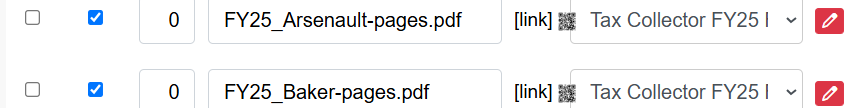 0 FY25_Arsenault-pages.pdf [link] Tax Collector FY25
0 FY25_Baker-pages.pdf [link] Tax Collector FY25